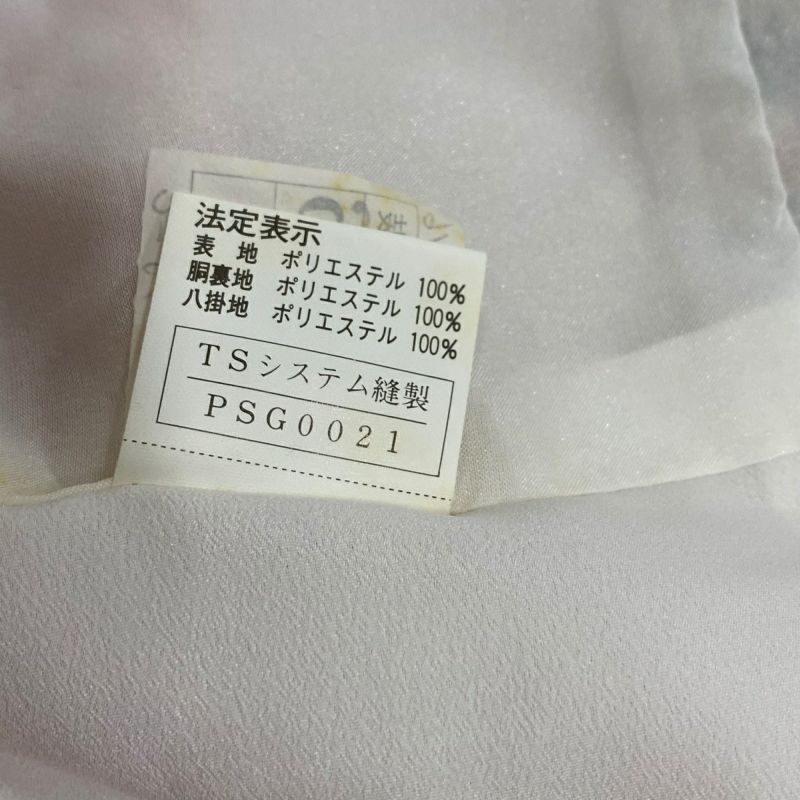 法定表示
表 地 ポリエステル 100%
胴裏地 ポリエステル 100%
八掛地 ポリエステル 100%
TSシステム縫製
PSG0021